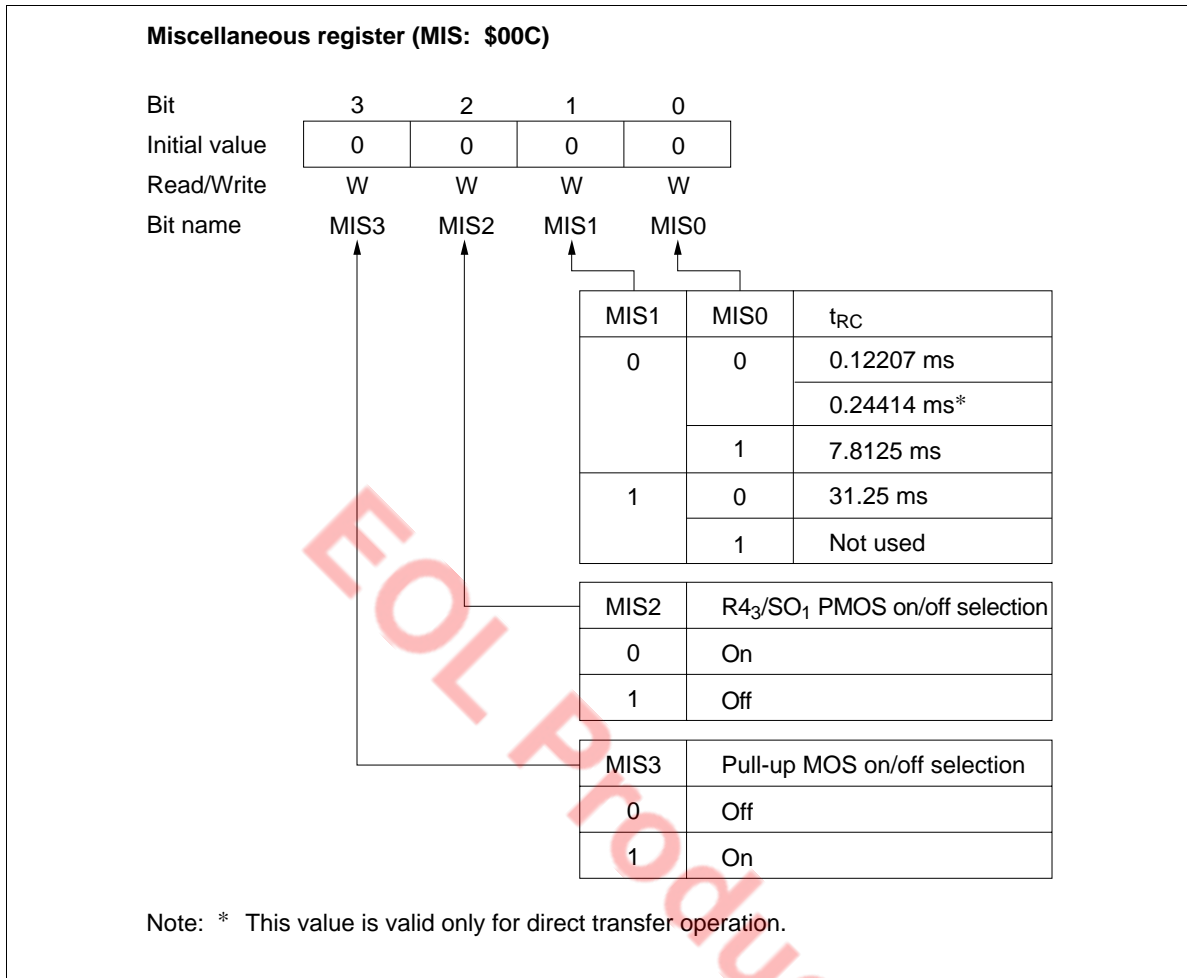 Miscellaneous register (MIS: $00C)
Bit 3 2 1 0
Initial value 0 0 0 0
Read/Write W W W W
Bit name MIS3 MIS2 MIS1 MIS0
MIS1 MIS0 tRC
0 0 0.12207 ms
0.24414 ms*
1 7.8125 ms
1 0 31.25 ms
1 Not used
MIS2 R43/SO1 PMOS on/off selection
0 On
1 Off
MIS3 Pull-up MOS on/off selection
0 Off
1 On
Note: * This value is valid only for direct transfer operation.
EOL Produ